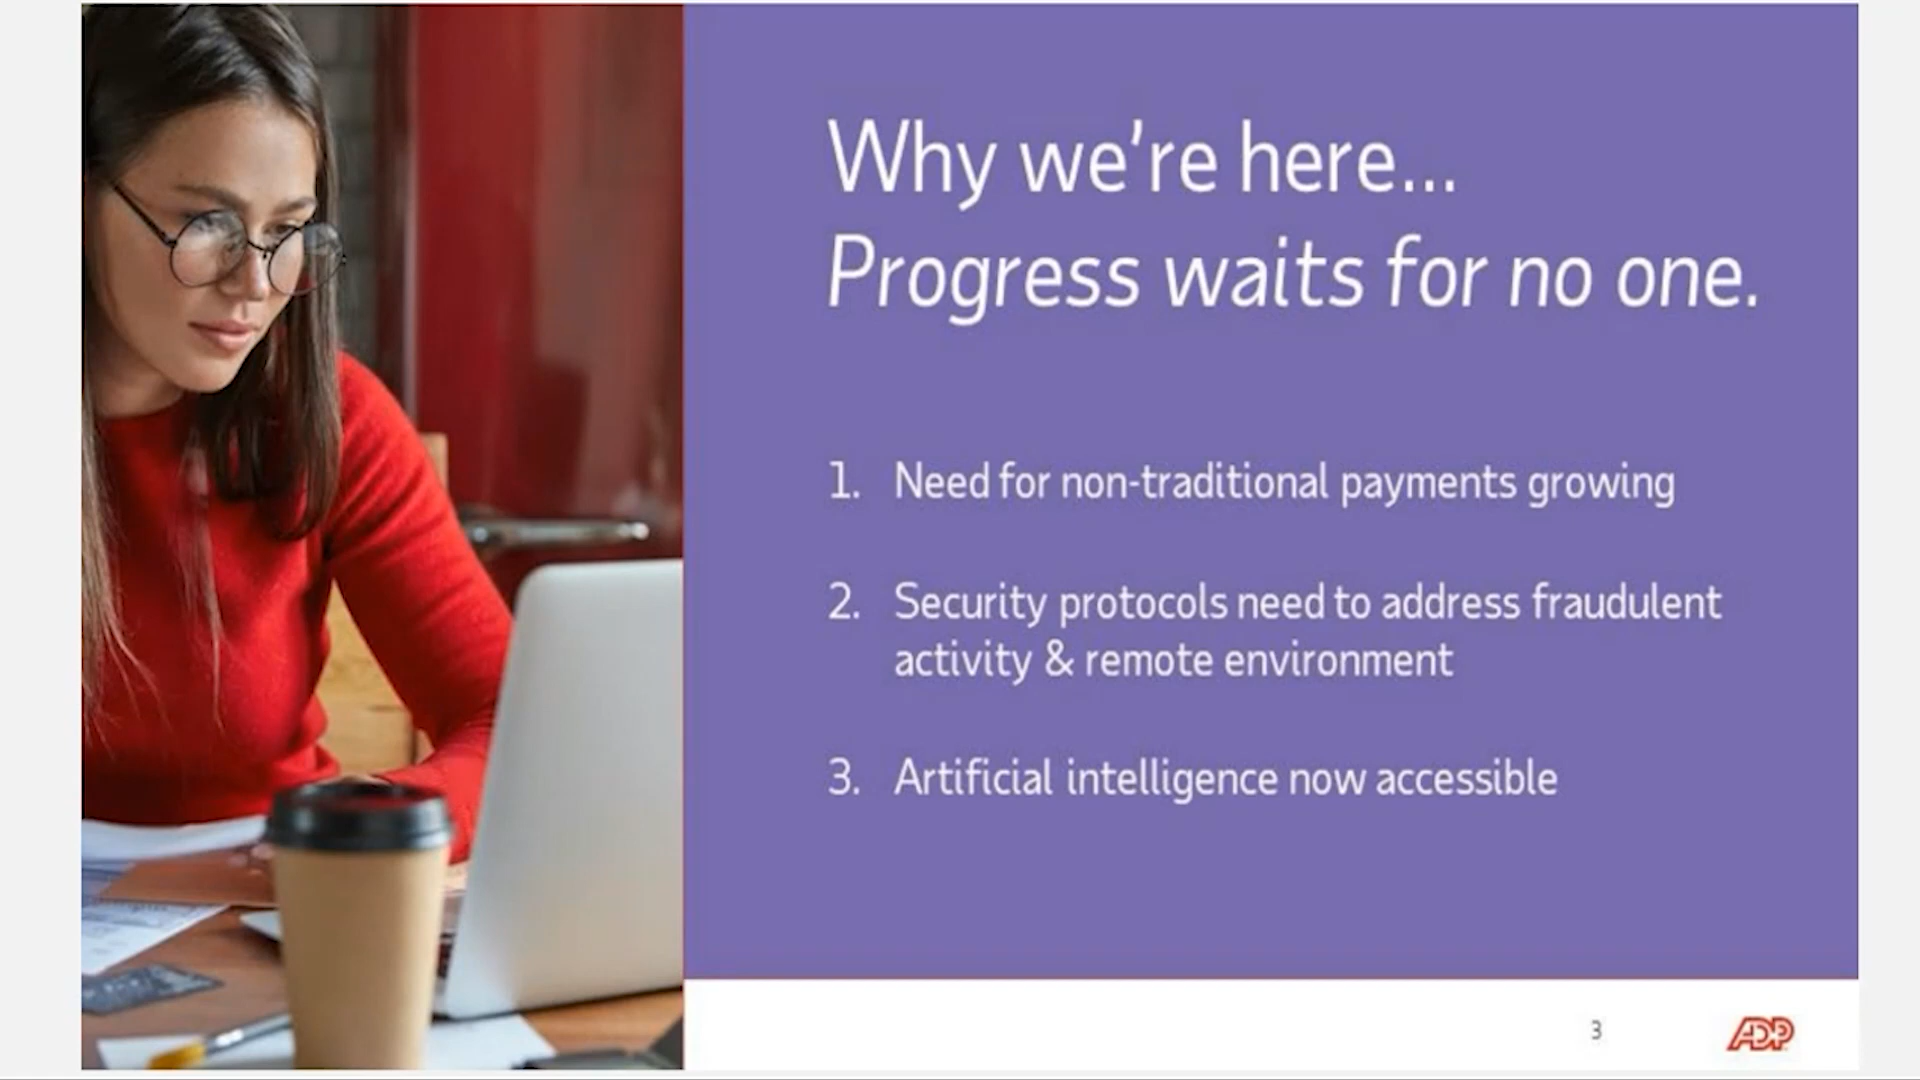 Why we're here...
Progress waits for no one.
1. Need for non-traditional payments growing
2. Security protocols need to address fraudulent
activity & remote environment
3. Artificial intelligence now accessible
3
ADP